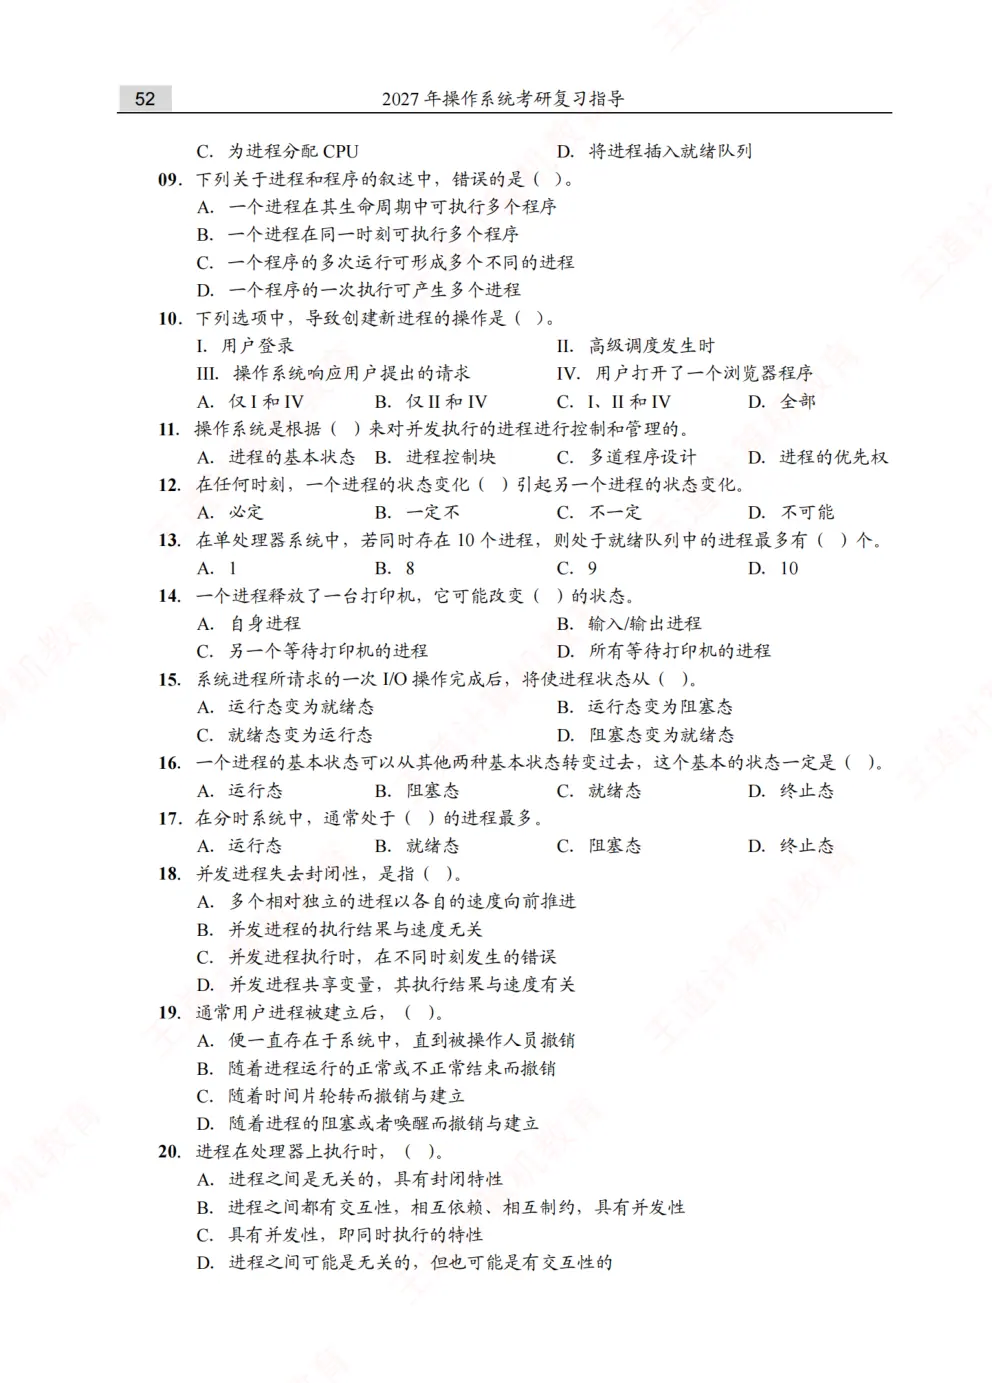 52
2027 年操作系统考研复习指导
C. 为进程分配 CPU D. 将进程插入就绪队列
09. 下列关于进程和程序的叙述中，错误的是（ ）。
A. 一个进程在其生命周期中可执行多个程序
B. 一个进程在同一时刻可执行多个程序
C. 一个程序的多次运行可形成多个不同的进程
D. 一个程序的一次执行可产生多个进程
10. 下列选项中，导致创建新进程的操作是（ ）。
I. 用户登录 II. 高级调度发生时
III. 操作系统响应用户提出的请求 IV. 用户打开了一个浏览器程序
A. 仅 I 和 IV B. 仅 II 和 IV C. I、II 和 IV D. 全部
11. 操作系统是根据（ ）来对并发执行的进程进行控制和管理的。
A. 进程的基本状态 B. 进程控制块 C. 多道程序设计 D. 进程的优先权
12. 在任何时刻，一个进程的状态变化（ ）引起另一个进程的状态变化。
A. 必定 B. 一定不 C. 不一定 D. 不可能
13. 在单处理器系统中，若同时存在 10 个进程，则处于就绪队列中的进程最多有（ ）个。
A. 1 B. 8 C. 9 D. 10
14. 一个进程释放了一台打印机，它可能改变（ ）的状态。
A. 自身进程 B. 输入/输出进程
C. 另一个等待打印机的进程 D. 所有等待打印机的进程
15. 系统进程所请求的一次 I/O 操作完成后，将使进程状态从（ ）。
A. 运行态变为就绪态 B. 运行态变为阻塞态
C. 就绪态变为运行态 D. 阻塞态变为就绪态
16. 一个进程的基本状态可以从其他两种基本状态转变过去，这个基本的状态一定是（ ）。
A. 运行态 B. 阻塞态 C. 就绪态 D. 终止态
17. 在分时系统中，通常处于（ ）的进程最多。
A. 运行态 B. 就绪态 C. 阻塞态 D. 终止态
18. 并发进程失去封闭性，是指（ ）。
A. 多个相对独立的进程以各自的速度向前推进
B. 并发进程的执行结果与速度无关
C. 并发进程执行时，在不同时刻发生的错误
D. 并发进程共享变量，其执行结果与速度有关
19. 通常用户进程被建立后，（ ）。
A. 便一直存在于系统中，直到被操作人员撤销
B. 随着进程运行的正常或不正常结束而撤销
C. 随着时间片轮转而撤销与建立
D. 随着进程的阻塞或者唤醒而撤销与建立
20. 进程在处理器上执行时，（ ）。
A. 进程之间是无关的，具有封闭特性
B. 进程之间都有交互性，相互依赖、相互制约，具有并发性
C. 具有并发性，即同时执行的特性
D. 进程之间可能是无关的，但也可能是有交互性的